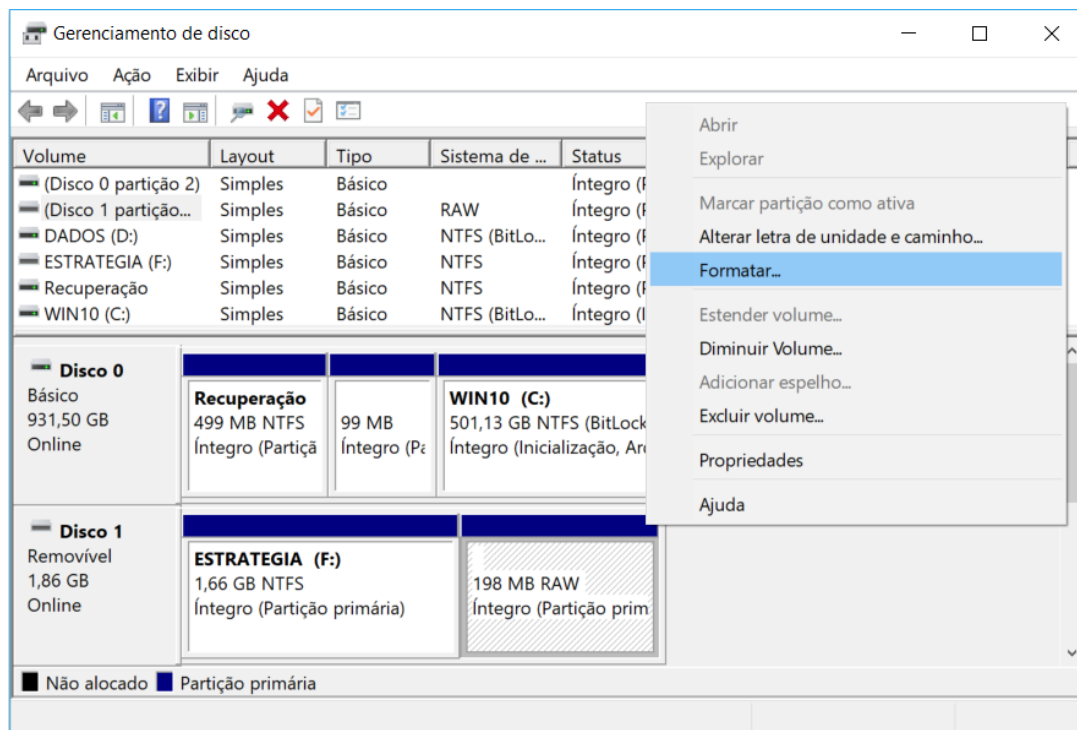 Gerenciamento de disco
Arquivo Ação Exibir Ajuda
Volume Layout Tipo Sistema de ... Status
(Disco 0 partição 2) Simples Básico Íntegro (
(Disco 1 partição... Simples Básico RAW Íntegro (
DADOS (D:) Simples Básico NTFS (BitLo... Íntegro (
ESTRATEGIA (F:) Simples Básico NTFS Íntegro (
Recuperação Simples Básico NTFS Íntegro (
WIN10 (C:) Simples Básico NTFS (BitLo... Íntegro (I
Abrir
Explorar
Marcar partição como ativa
Alterar letra de unidade e caminho...
Formatar...
Estender volume...
Diminuir Volume...
Adicionar espelho...
Excluir volume...
Propriedades
Ajuda
Disco 0
Básico
931,50 GB
Online
Recuperação
499 MB NTFS
Íntegro (Partiçã
99 MB
Íntegro (Pa
WIN10 (C:)
501,13 GB NTFS (BitLock
Íntegro (Inicialização, Arq
Disco 1
Removível
1,86 GB
Online
ESTRATEGIA (F:)
1,66 GB NTFS
Íntegro (Partição primária)
198 MB RAW
Íntegro (Partição prim
Não alocado Partição primária